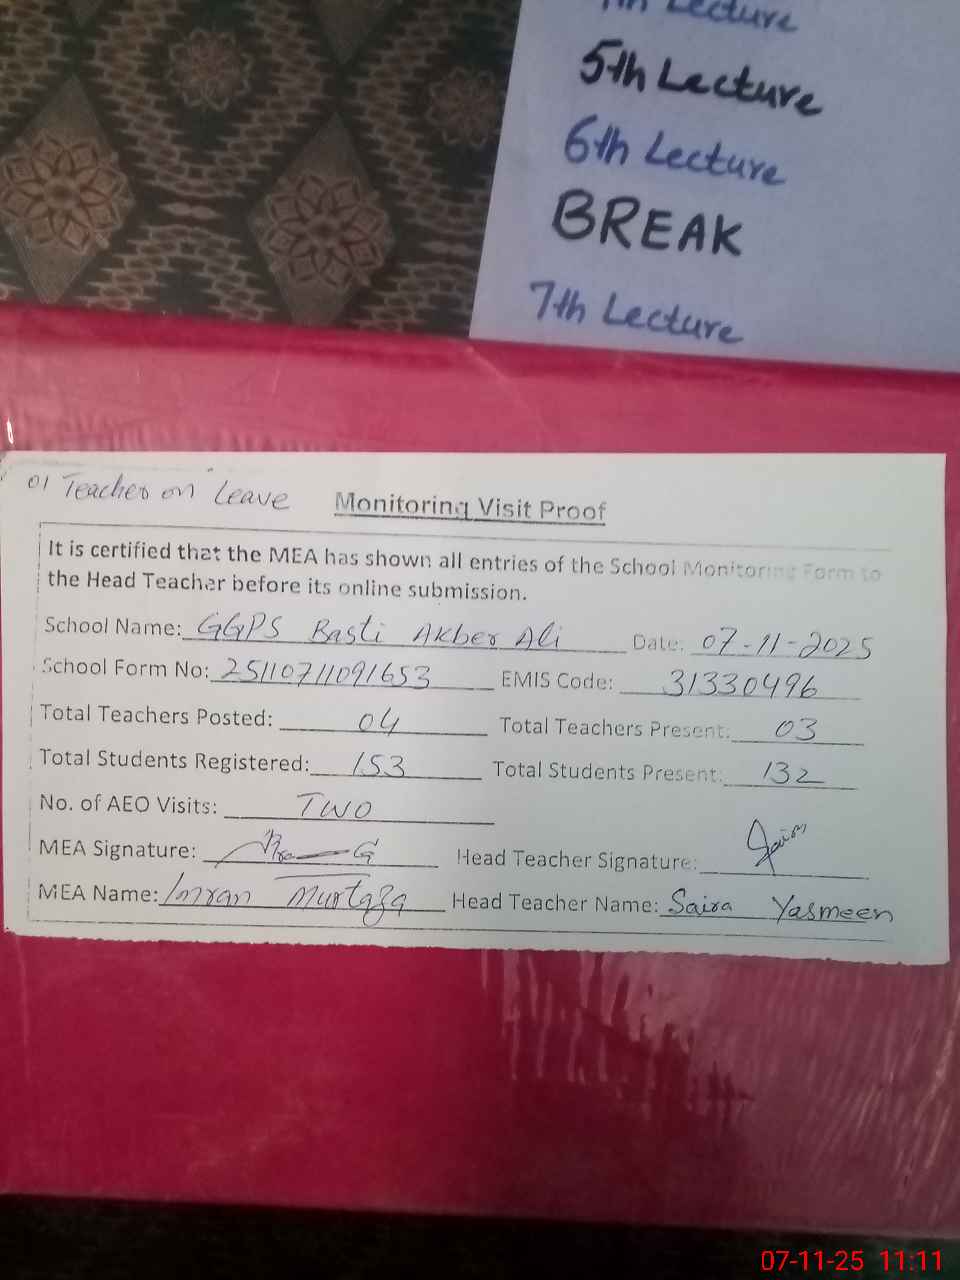 Lecture
5th Lecture
6th Lecture
BREAK
7th Lecture
01 Teacher on Leave
Monitoring Visit Proof
It is certified that the MEA has shown all entries of the School Monitoring Form to
the Head Teacher before its online submission.
School Name: GGPS Basti Akber Ali Date: 07-11-2025
School Form No: 25110711091653 EMIS Code: 31330496
Total Teachers Posted: 04 Total Teachers Present: 03
Total Students Registered: 153 Total Students Present: 132
No. of AEO Visits: TWO
MEA Signature: Head Teacher Signature:
MEA Name: Imran Murtaza Head Teacher Name: Saira Yasmeen
07-11-25 11:11